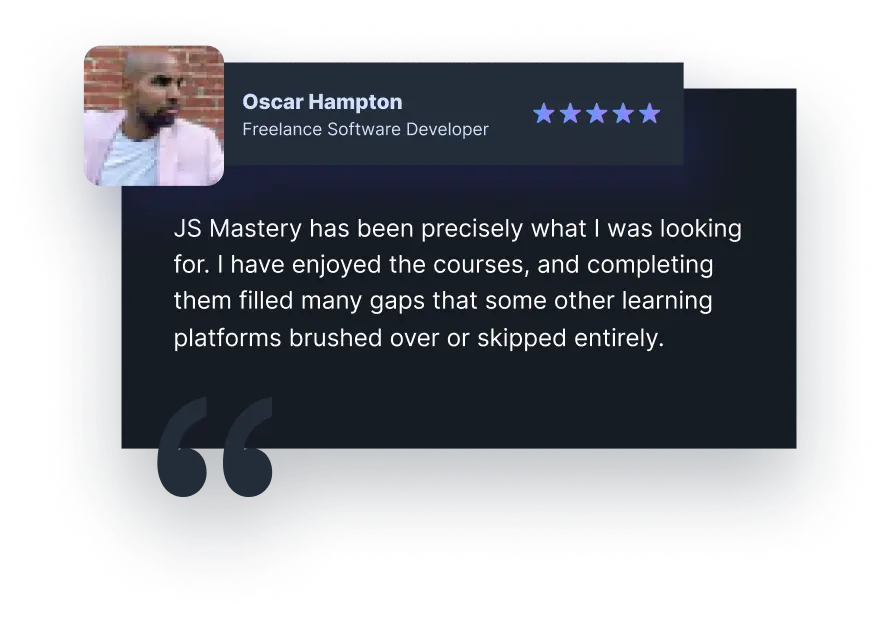 Oscar Hampton
Freelance Software Developer
JS Mastery has been precisely what I was looking
for. I have enjoyed the courses, and completing
them filled many gaps that some other learning
platforms brushed over or skipped entirely.
“